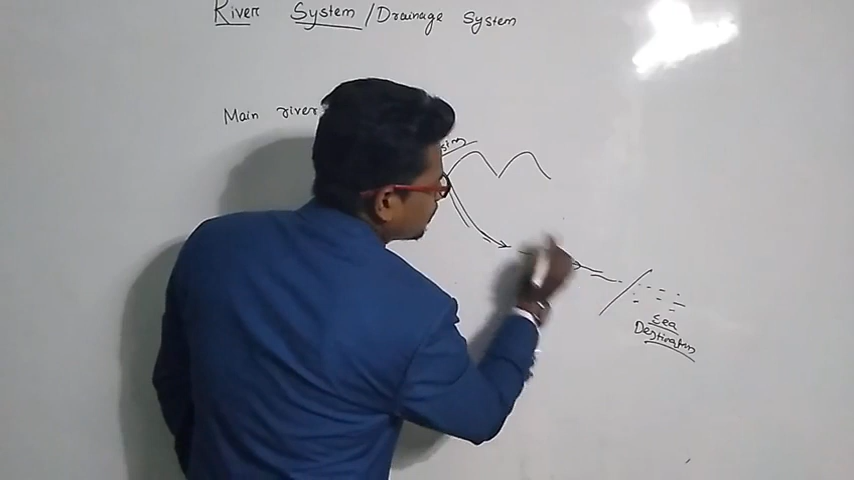 River System / Drainage System
Main river
Sea
Destination